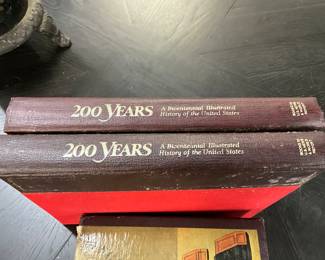 200 YEARS
A Bicentennial Illustrated
History of the United States
200 YEARS
A Bicentennial Illustrated
History of the United States